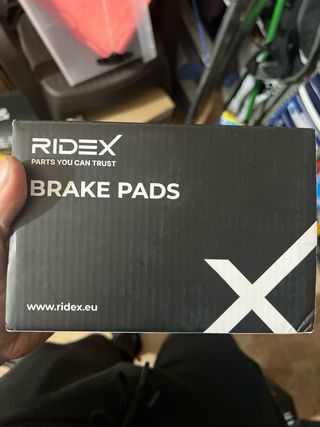 RIDEX
PARTS YOU CAN TRUST
BRAKE PADS
www.ridex.eu